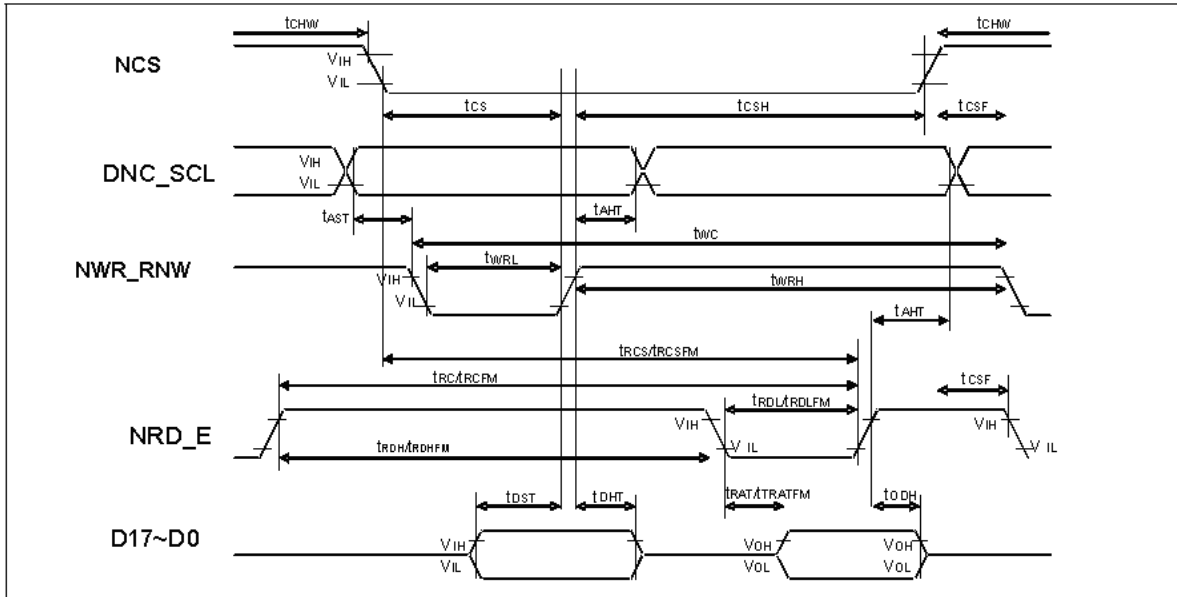 tCHW tCHW
NCS
VIH
VIL
tCS tCSH tCSF
DNC_SCL
VIH
VIL
tAST tAHT
tWC
NWR_RNW
tWRL
VIH
VIL
tWRH
tAHT
tRCS/tRCSFM
tRC/tRCFM
tCSF
NRD_E
tRDL/tRDLFM
VIH VIH
VIL VIL
tRDH/tRDHFM
tDST tDHT tRAT/tTRATFM tODH
D17~D0
VIH VOH VOH
VIL VOL VOL